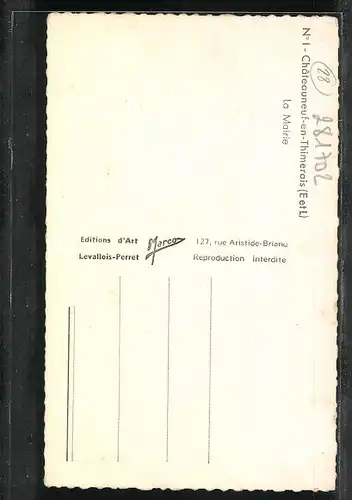 N° I - Châteauneuf-en-Thimerais (E et L)
La Mairie
(28)
281702
Editions d'Art Marco 127, rue Aristide-Briand
Levallois-Perret Reproduction interdite